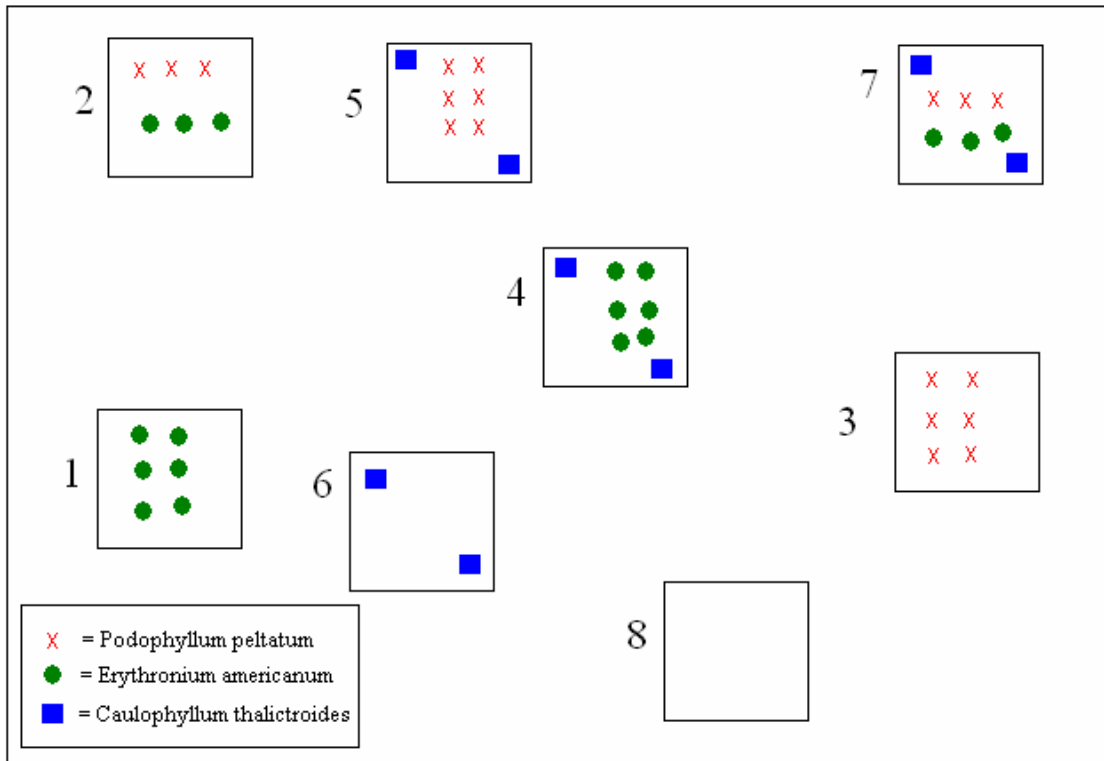 2
5
7
4
3
1
6
8
X = Podophyllum peltatum
= Erythronium americanum
= Caulophyllum thalictroides